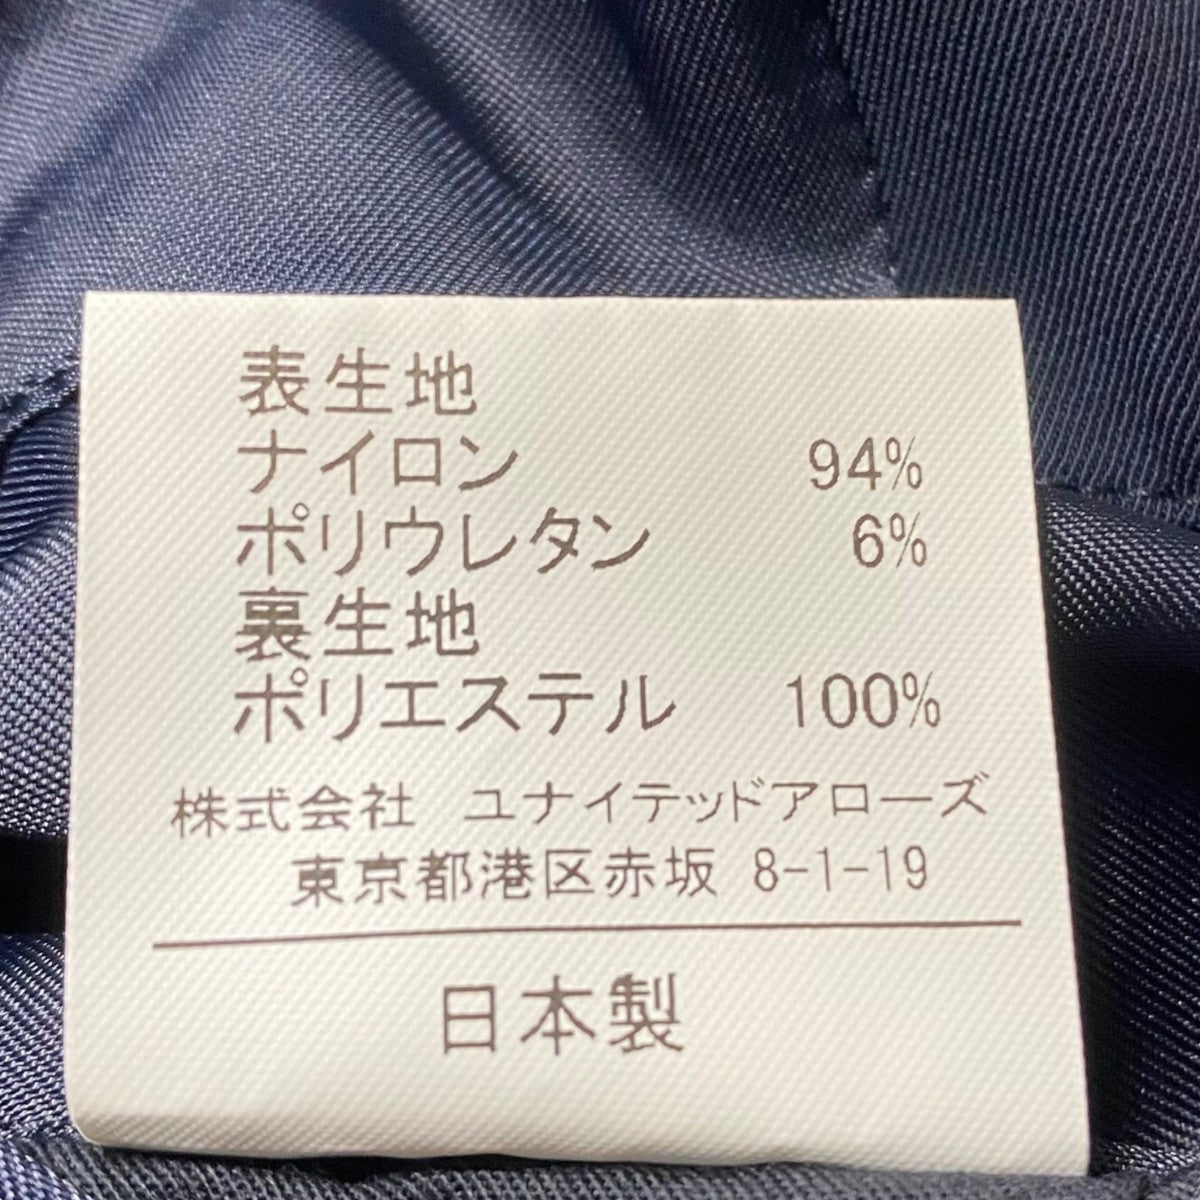 表生地
ナイロン 94%
ポリウレタン 6%
裏生地
ポリエステル 100%
株式会社 ユナイテッドアローズ
東京都港区赤坂 8-1-19
日本製